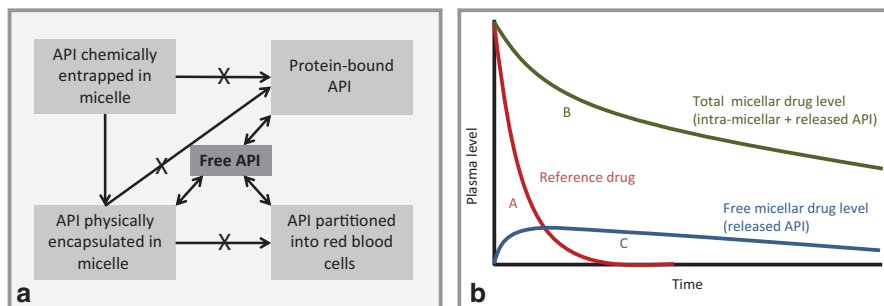 API chemically
entrapped in
micelle
X
Protein-bound
API
X
Free API
API physically
encapsulated in
micelle
X
API partitioned
into red blood
cells
a
Plasma level
B
Total micellar drug level
(intra-micellar + released API)
Reference drug
A
Free micellar drug level
(released API)
C
Time
b